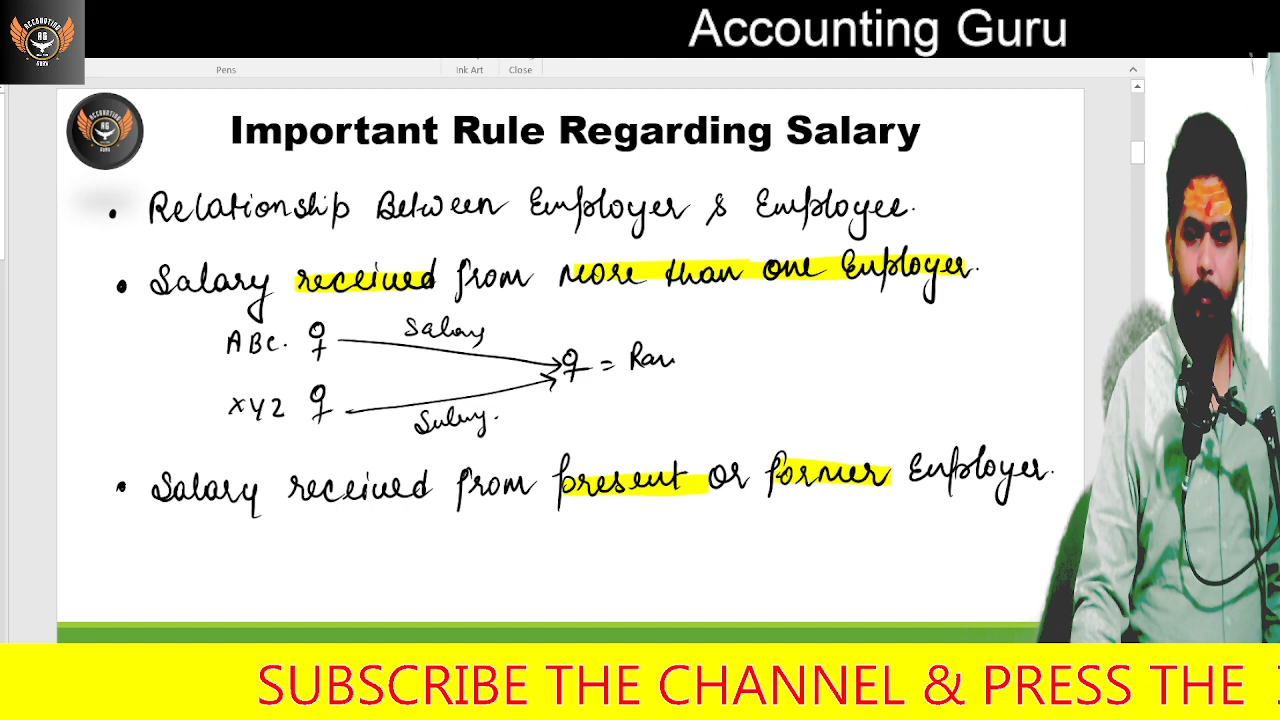 Accounting Guru
Pens
Ink Art
Close
Important Rule Regarding Salary
• Relationship Between Employer & Employee.
• Salary received from more than one Employer.
ABC. Salary
= Ram
XYZ Salary.
• Salary received from present or former Employer.
SUBSCRIBE THE CHANNEL & PRESS THE